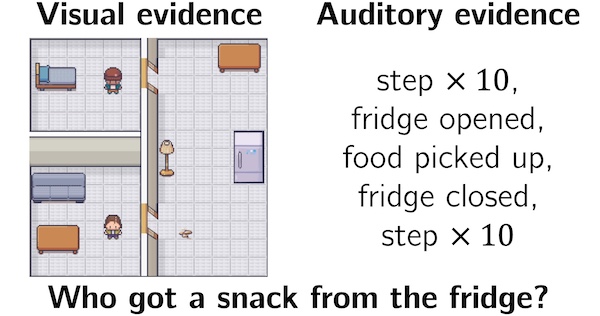 Visual evidence
Auditory evidence
step × 10,
fridge opened,
food picked up,
fridge closed,
step × 10
Who got a snack from the fridge?